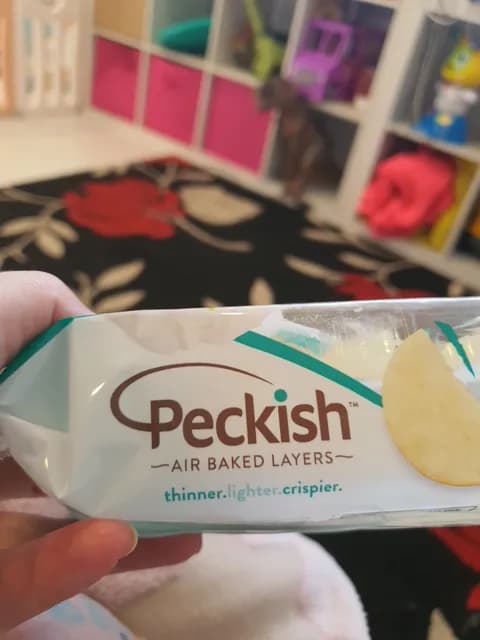 Peckish™
~AIR BAKED LAYERS~
thinner.lighter.crispier.